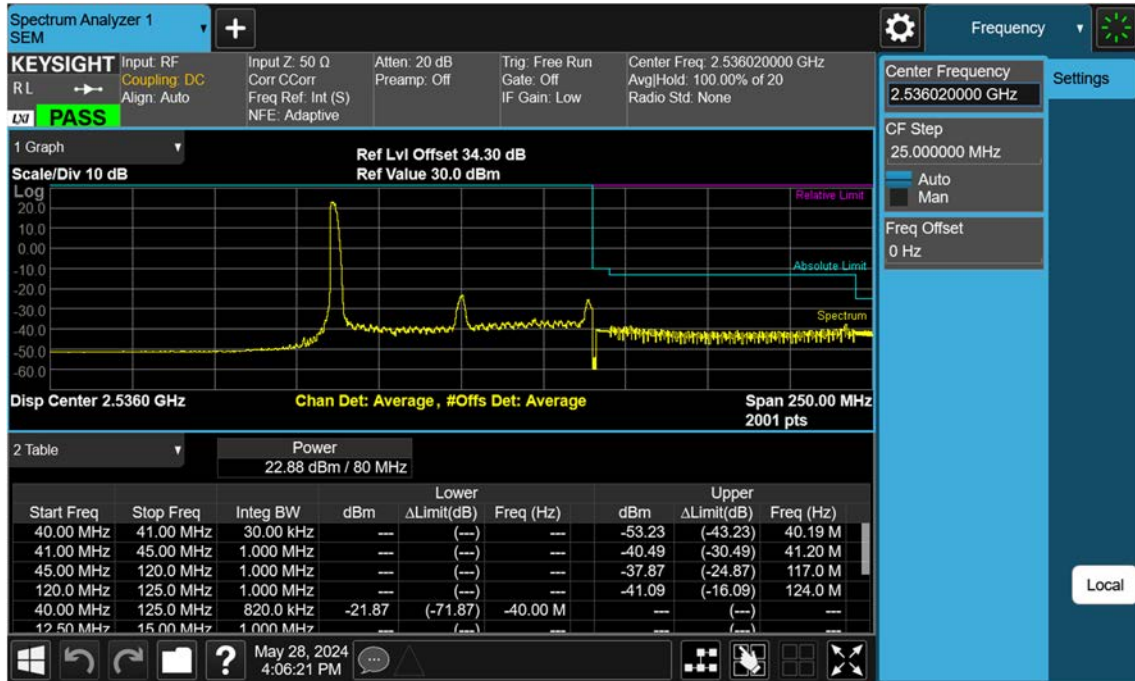 Spectrum Analyzer 1
SEM
+
Frequency
KEYSIGHT
R L
LXI PASS
Input: RF
Coupling: DC
Align: Auto
Input Z: 50 Ω
Corr CCorr
Freq Ref: Int (S)
NFE: Adaptive
Atten: 20 dB
Preamp: Off
Trig: Free Run
Gate: Off
IF Gain: Low
Center Freq: 2.536020000 GHz
Avg|Hold: 100.00% of 20
Radio Std: None
Center Frequency
2.536020000 GHz
Settings
CF Step
25.000000 MHz
Auto
Man
Freq Offset
0 Hz
1 Graph
Scale/Div 10 dB
Ref Lvl Offset 34.30 dB
Ref Value 30.0 dBm
Log
20.0
10.0
0.00
-10.0
-20.0
-30.0
-40.0
-50.0
-60.0
Relative Limit
Absolute Limit
Spectrum
Disp Center 2.5360 GHz
Chan Det: Average, #Offs Det: Average
Span 250.00 MHz
2001 pts
2 Table
Power
22.88 dBm / 80 MHz
Lower Upper
Start Freq Stop Freq Integ BW dBm ΔLimit(dB) Freq (Hz) dBm ΔLimit(dB) Freq (Hz)
40.00 MHz 41.00 MHz 30.00 kHz --- (---) --- -53.23 (-43.23) 40.19 M
41.00 MHz 45.00 MHz 1.000 MHz --- (---) --- -40.49 (-30.49) 41.20 M
45.00 MHz 120.0 MHz 1.000 MHz --- (---) --- -37.87 (-24.87) 117.0 M
120.0 MHz 125.0 MHz 1.000 MHz --- (---) --- -41.09 (-16.09) 124.0 M
40.00 MHz 125.0 MHz 820.0 kHz -21.87 (-71.87) -40.00 M --- (---) ---
12.50 MHz 15.00 MHz 1.000 MHz --- (---) --- --- (---) ---
Local
?
May 28, 2024
4:06:21 PM